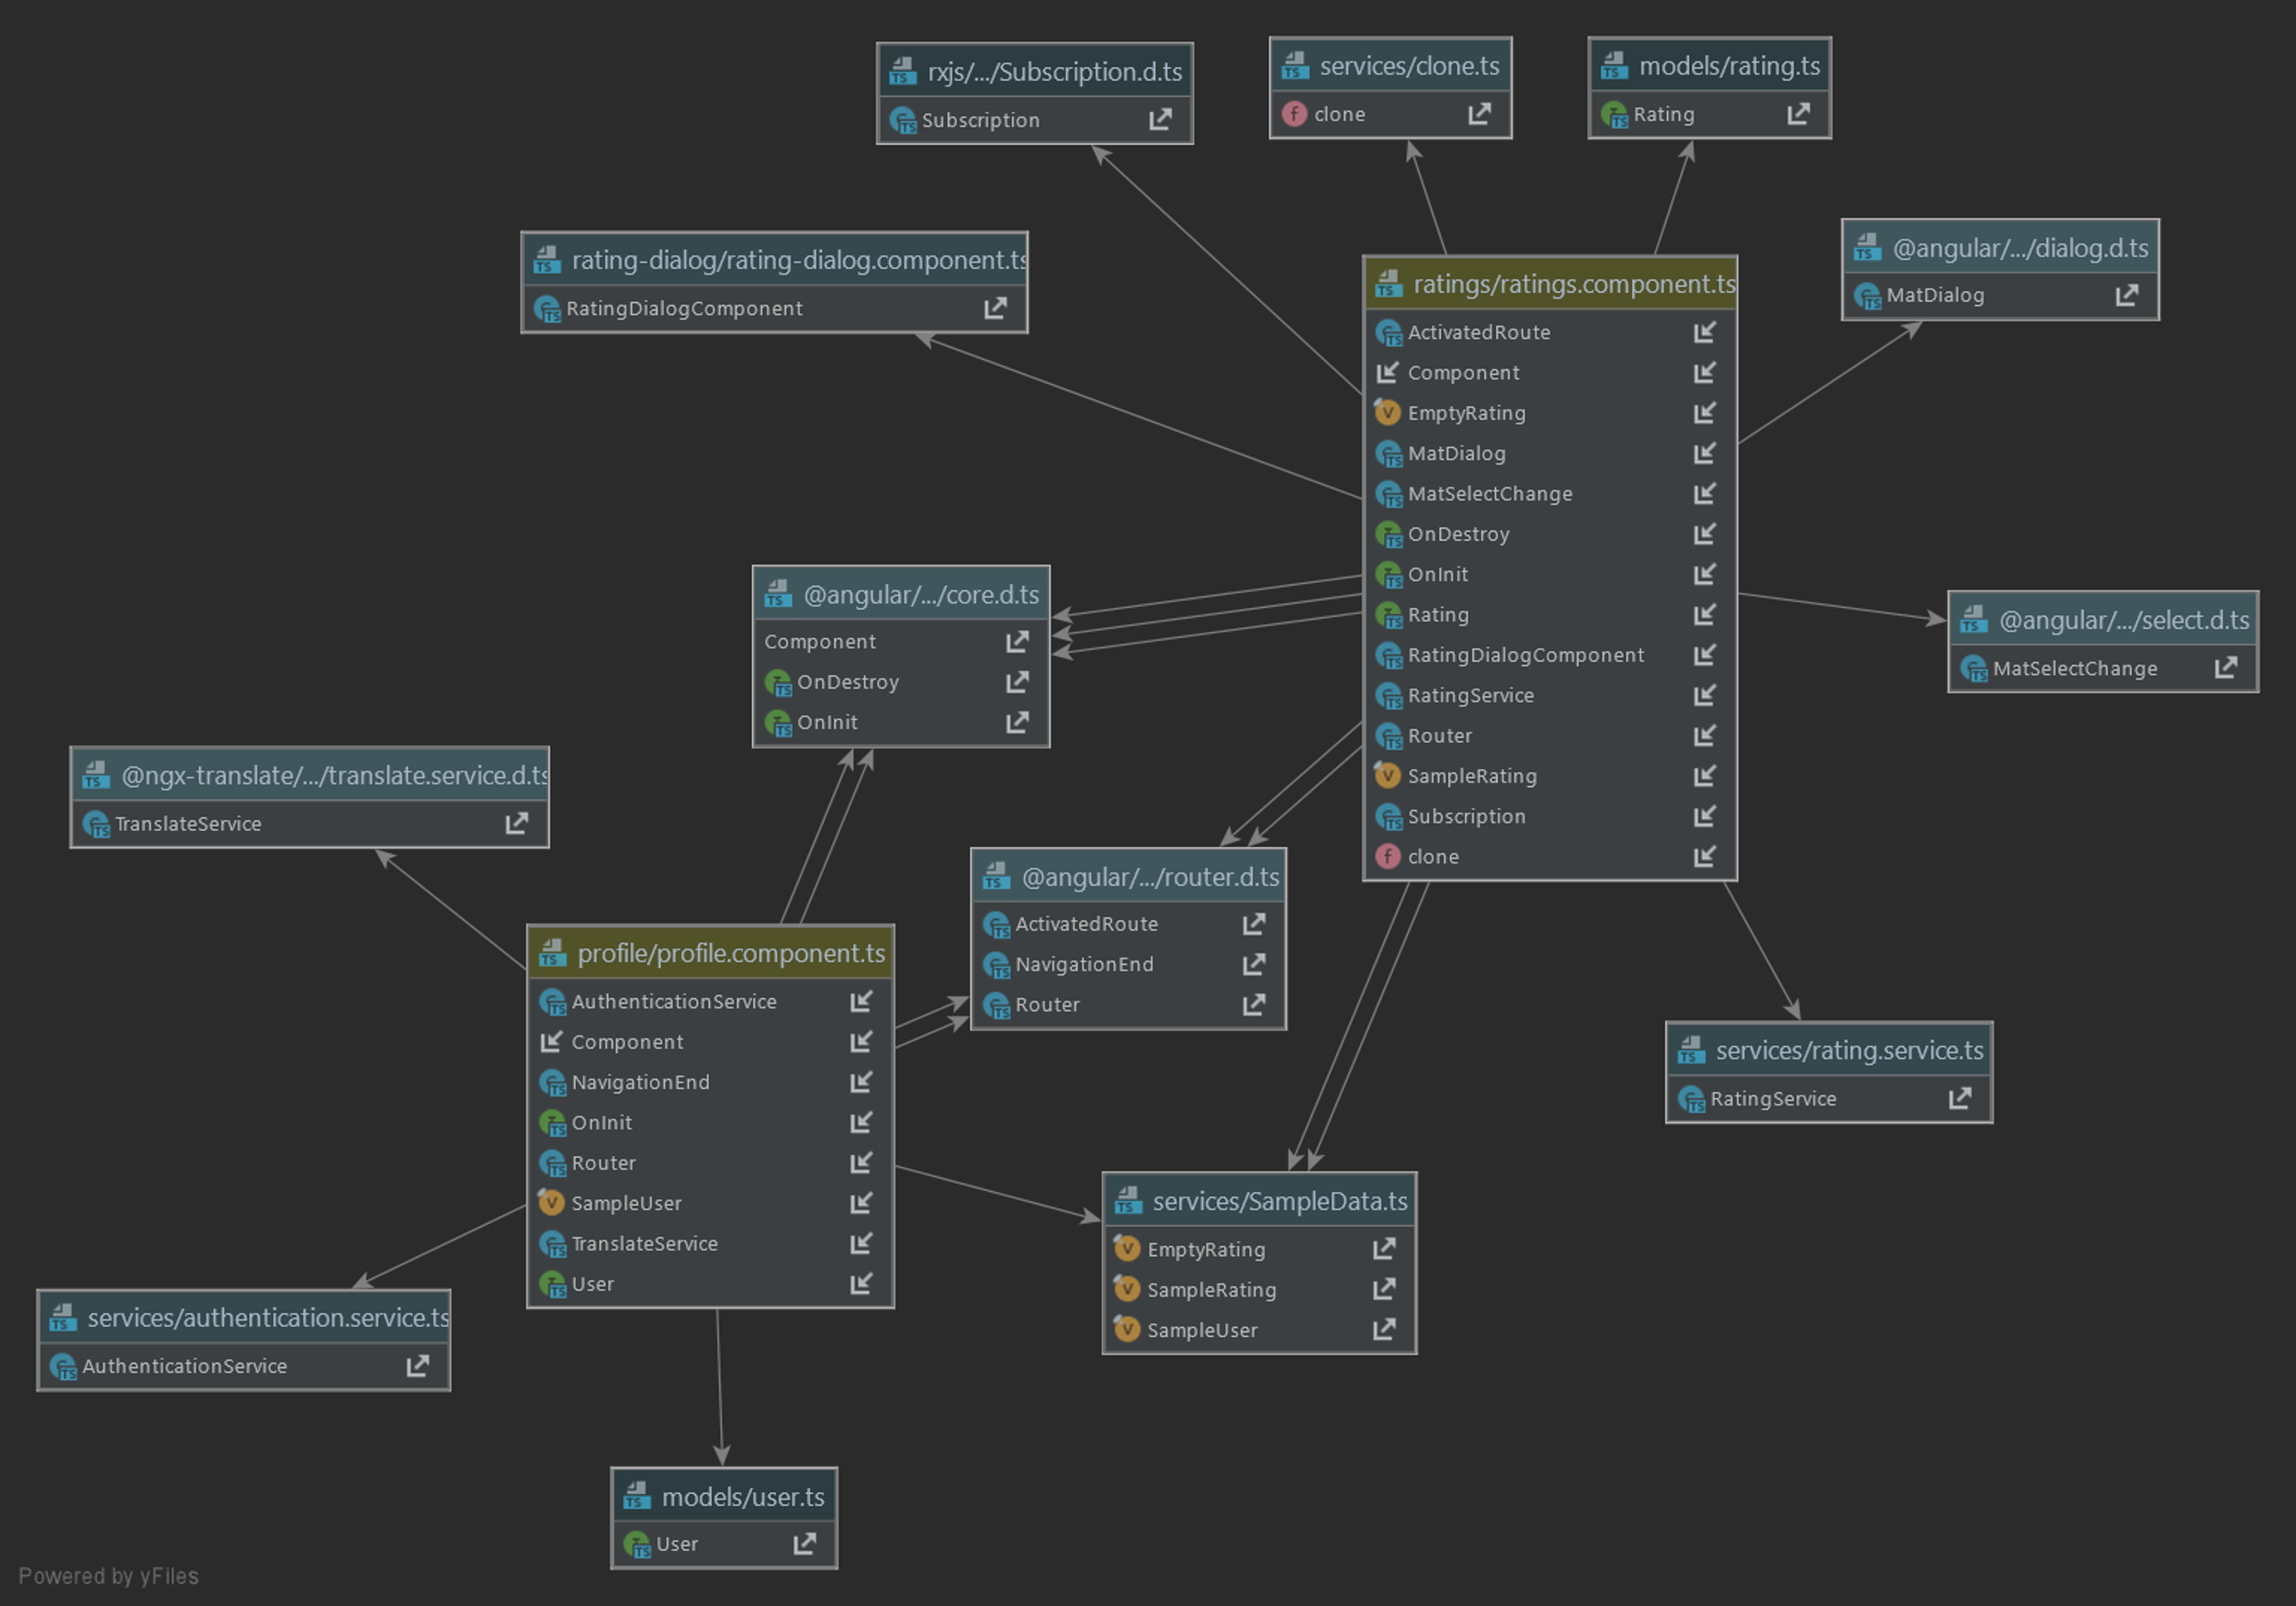 rxjs/.../Subscription.d.ts
Subscription
services/clone.ts
clone
models/rating.ts
Rating
rating-dialog/rating-dialog.component.ts
RatingDialogComponent
ratings/ratings.component.ts
ActivatedRoute
Component
EmptyRating
MatDialog
MatSelectChange
OnDestroy
OnInit
Rating
RatingDialogComponent
RatingService
Router
SampleRating
Subscription
clone
@angular/.../dialog.d.ts
MatDialog
@angular/.../core.d.ts
Component
OnDestroy
OnInit
@angular/.../select.d.ts
MatSelectChange
@ngx-translate/.../translate.service.d.ts
TranslateService
@angular/.../router.d.ts
ActivatedRoute
NavigationEnd
Router
profile/profile.component.ts
AuthenticationService
Component
NavigationEnd
OnInit
Router
SampleUser
TranslateService
User
services/rating.service.ts
RatingService
services/SampleData.ts
EmptyRating
SampleRating
SampleUser
services/authentication.service.ts
AuthenticationService
models/user.ts
User
Powered by yFiles